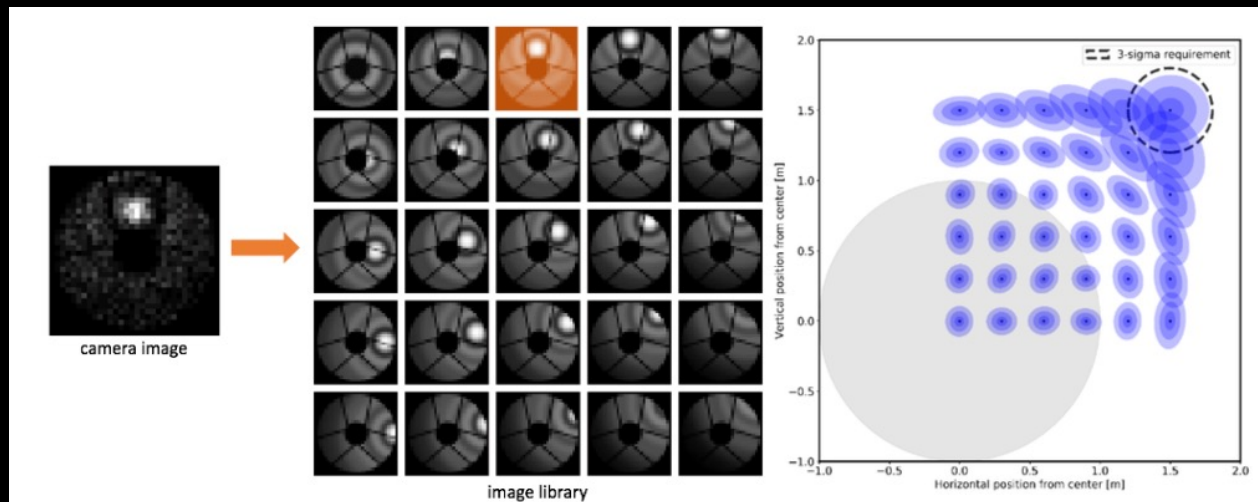 camera image
image library
3-sigma requirement
2.0
1.5
1.0
0.5
0.0
−0.5
−1.0
Vertical position from center [m]
−1.0
−0.5
0.0
0.5
1.0
1.5
2.0
Horizontal position from center [m]